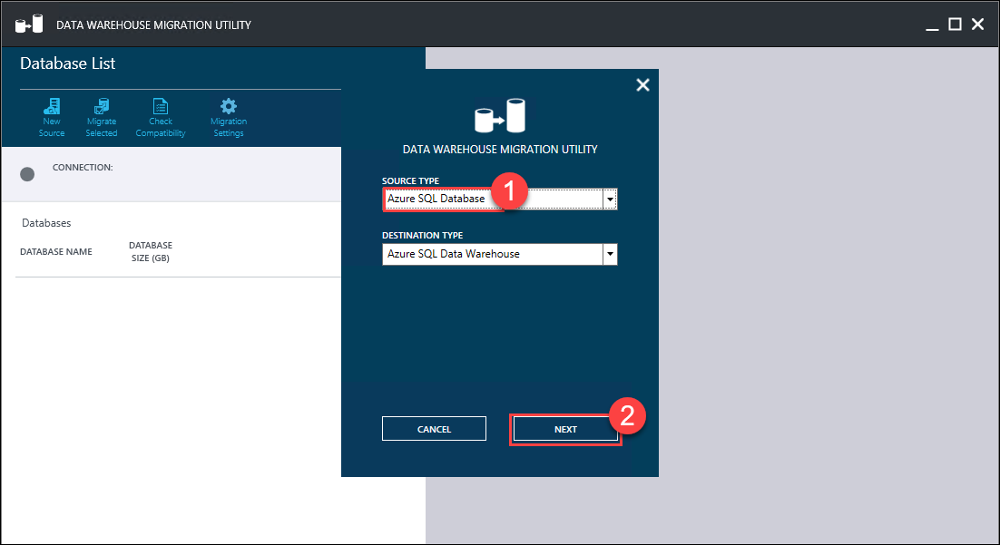 DATA WAREHOUSE MIGRATION UTILITY
Database List
New
Source
Migrate
Selected
Check
Compatibility
Migration
Settings
CONNECTION:
Databases
DATABASE NAME
DATABASE
SIZE (GB)
DATA WAREHOUSE MIGRATION UTILITY
SOURCE TYPE
Azure SQL Database
1
DESTINATION TYPE
Azure SQL Data Warehouse
CANCEL
NEXT
2